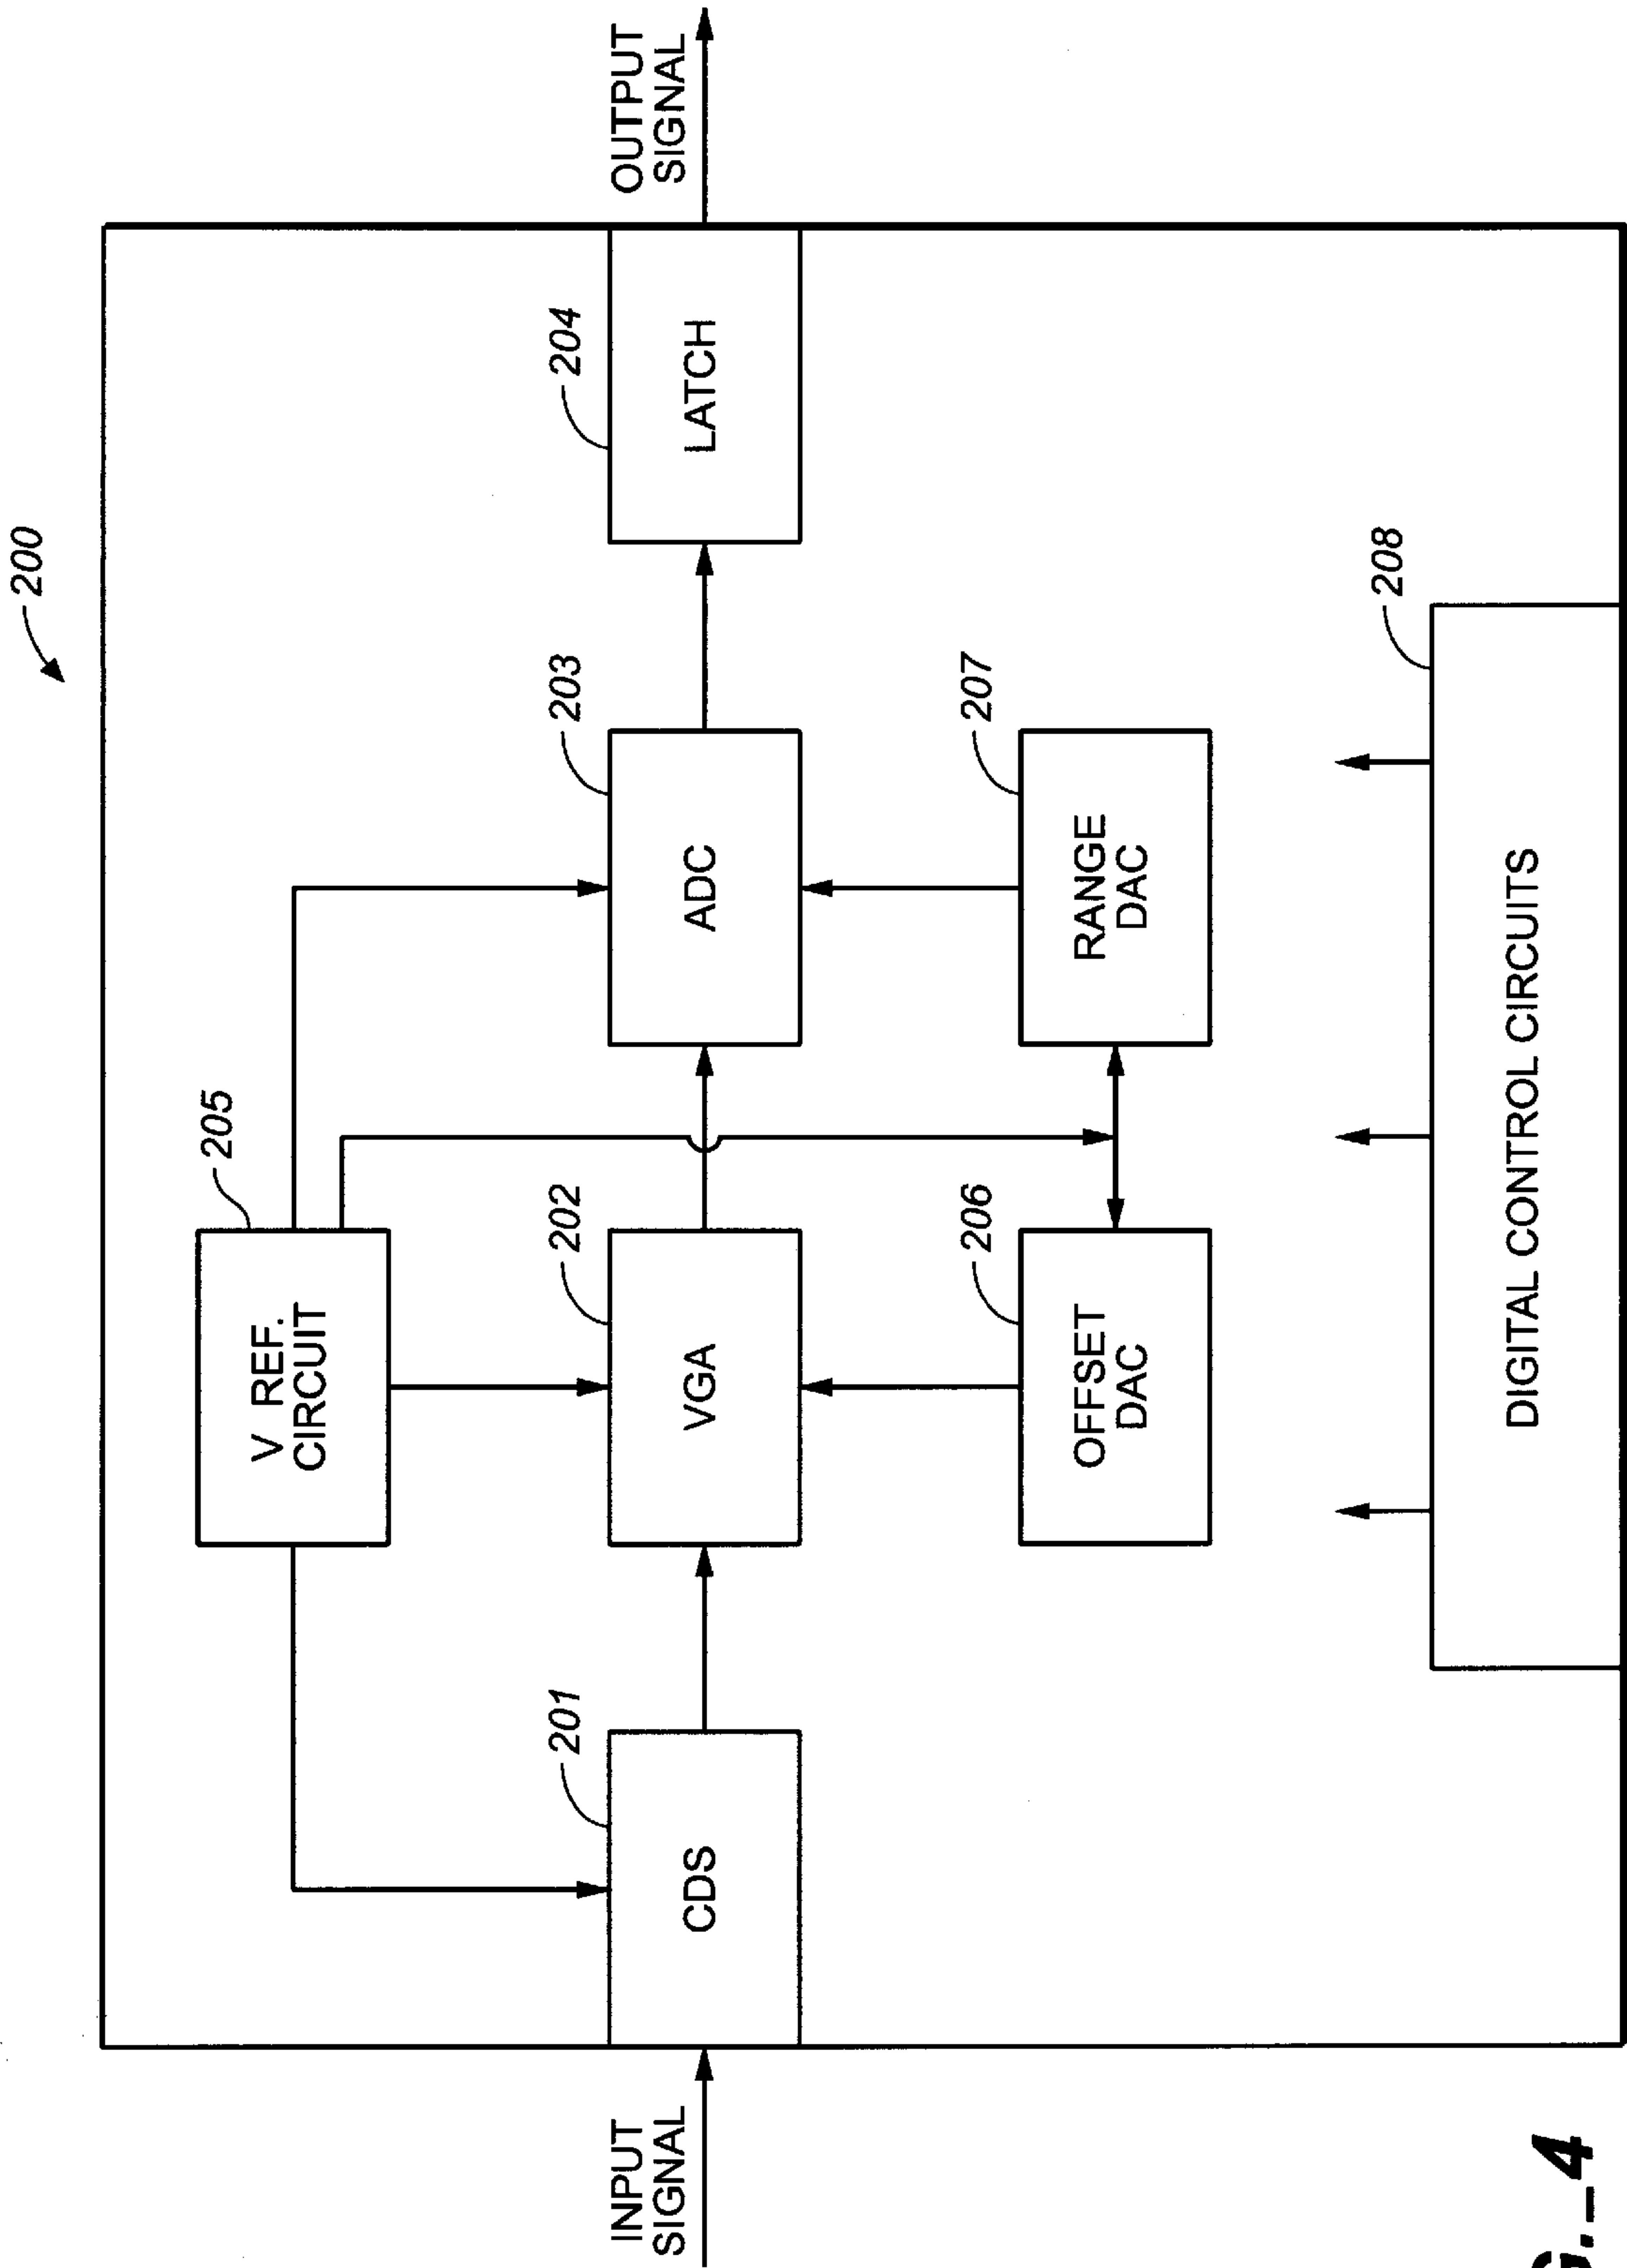 200
205
V REF.
CIRCUIT
INPUT
SIGNAL
201
CDS
202
VGA
203
ADC
204
LATCH
OUTPUT
SIGNAL
206
OFFSET
DAC
207
RANGE
DAC
208
DIGITAL CONTROL CIRCUITS
G._4